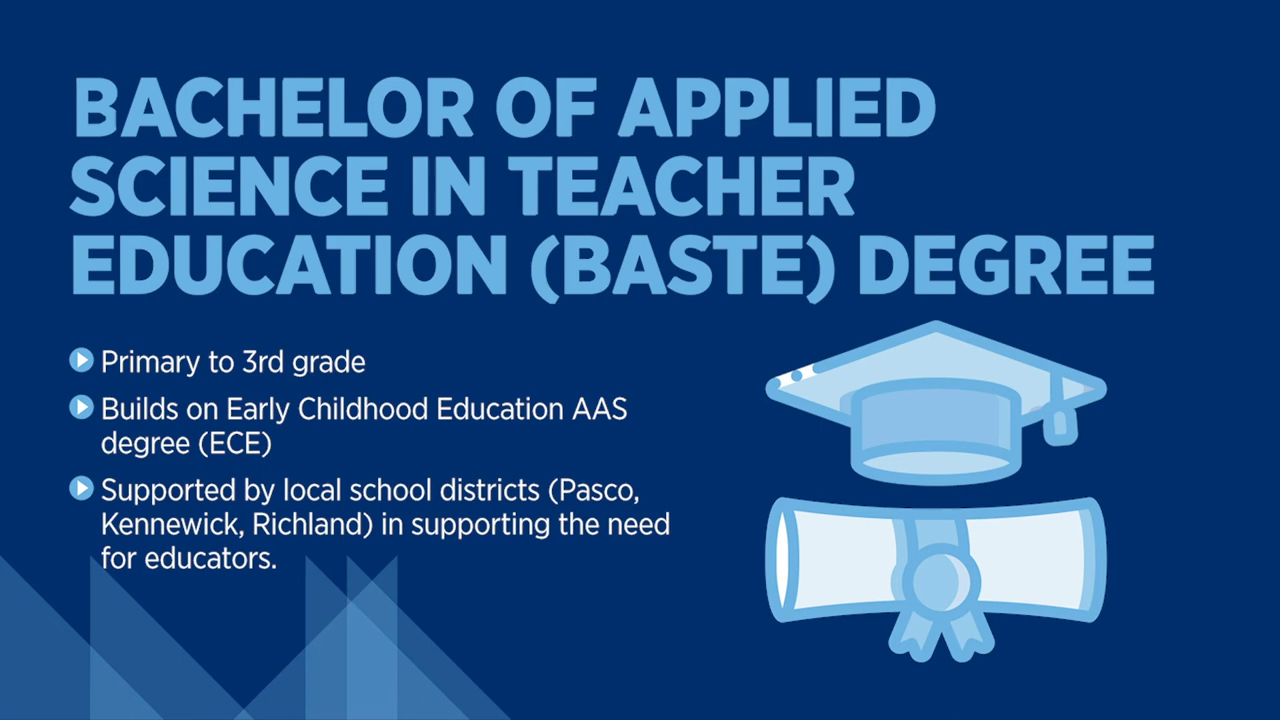 BACHELOR OF APPLIED
SCIENCE IN TEACHER
EDUCATION (BASTE) DEGREE
Primary to 3rd grade
Builds on Early Childhood Education AAS
degree (ECE)
Supported by local school districts (Pasco,
Kennewick, Richland) in supporting the need
for educators.